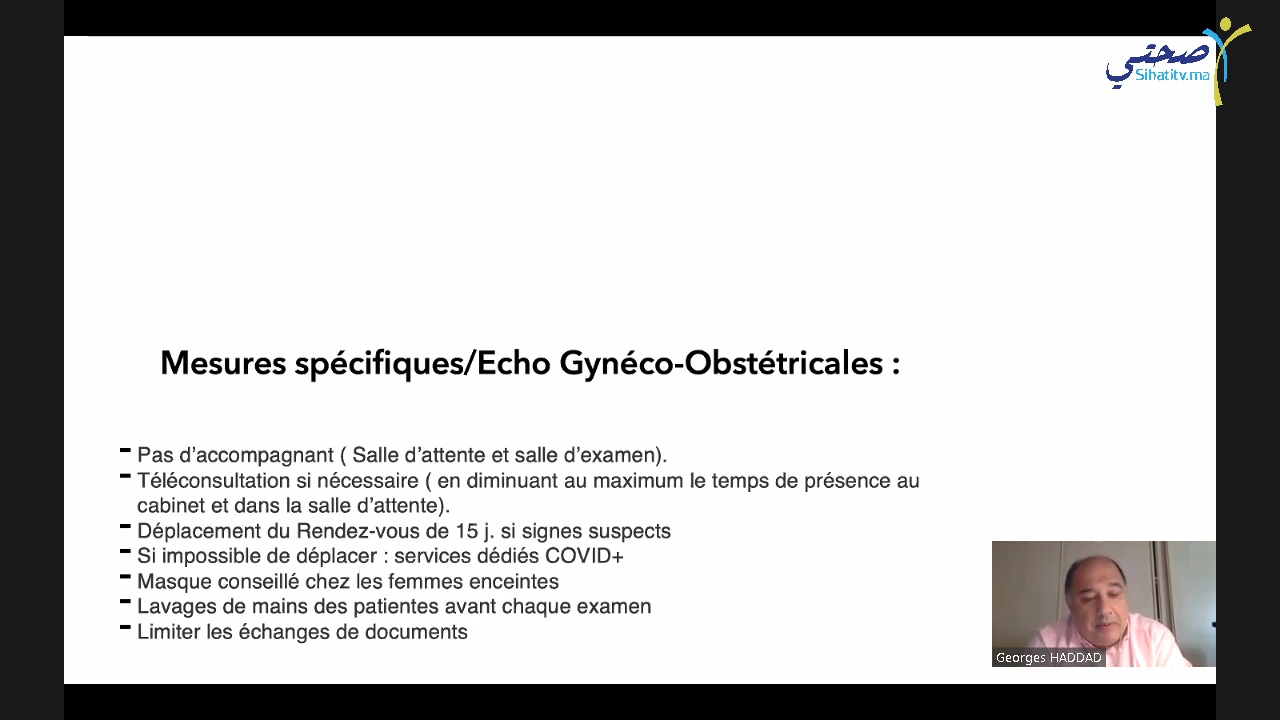 صحتي
Sihatitv.ma
Mesures spécifiques/Echo Gynéco-Obstétricales :
- Pas d'accompagnant ( Salle d'attente et salle d'examen).
- Téléconsultation si nécessaire ( en diminuant au maximum le temps de présence au
cabinet et dans la salle d'attente).
- Déplacement du Rendez-vous de 15 j. si signes suspects
- Si impossible de déplacer : services dédiés COVID+
- Masque conseillé chez les femmes enceintes
- Lavages de mains des patientes avant chaque examen
- Limiter les échanges de documents
Georges HADDAD